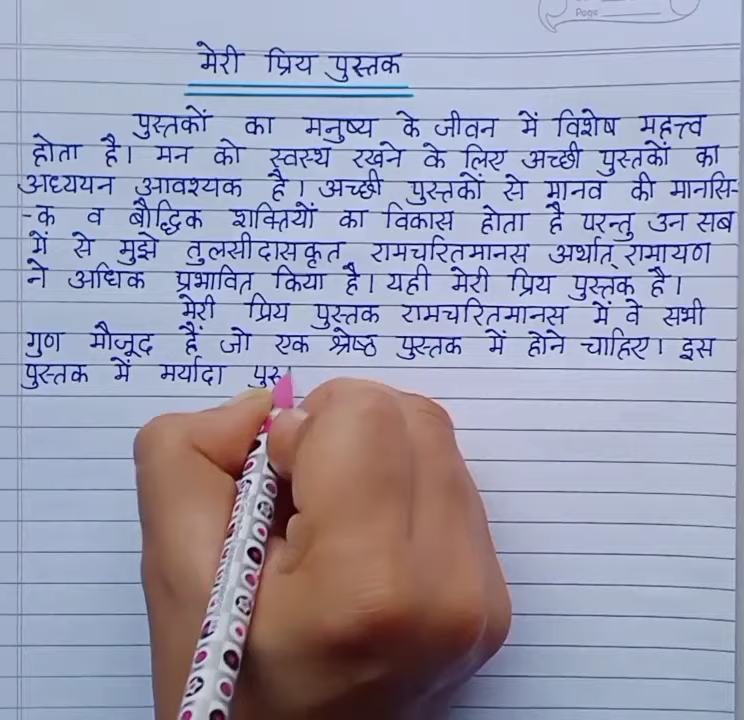 Page
मेरी प्रिय पुस्तक
पुस्तकों का मनुष्य के जीवन में विशेष महत्त्व
होता है। मन को स्वस्थ रखने के लिए अच्छी पुस्तकों का
अध्ययन आवश्यक है। अच्छी पुस्तकों से मानव की मानसि-
-क व बौद्धिक शक्तियों का विकास होता है परन्तु उन सब
में से मुझे तुलसीदासकृत रामचरितमानस अर्थात् रामायण
ने अधिक प्रभावित किया है। यही मेरी प्रिय पुस्तक है।
मेरी प्रिय पुस्तक रामचरितमानस में वे सभी
गुण मौजूद हैं जो एक श्रेष्ठ पुस्तक में होने चाहिए। इस
पुस्तक में मर्यादा पुस